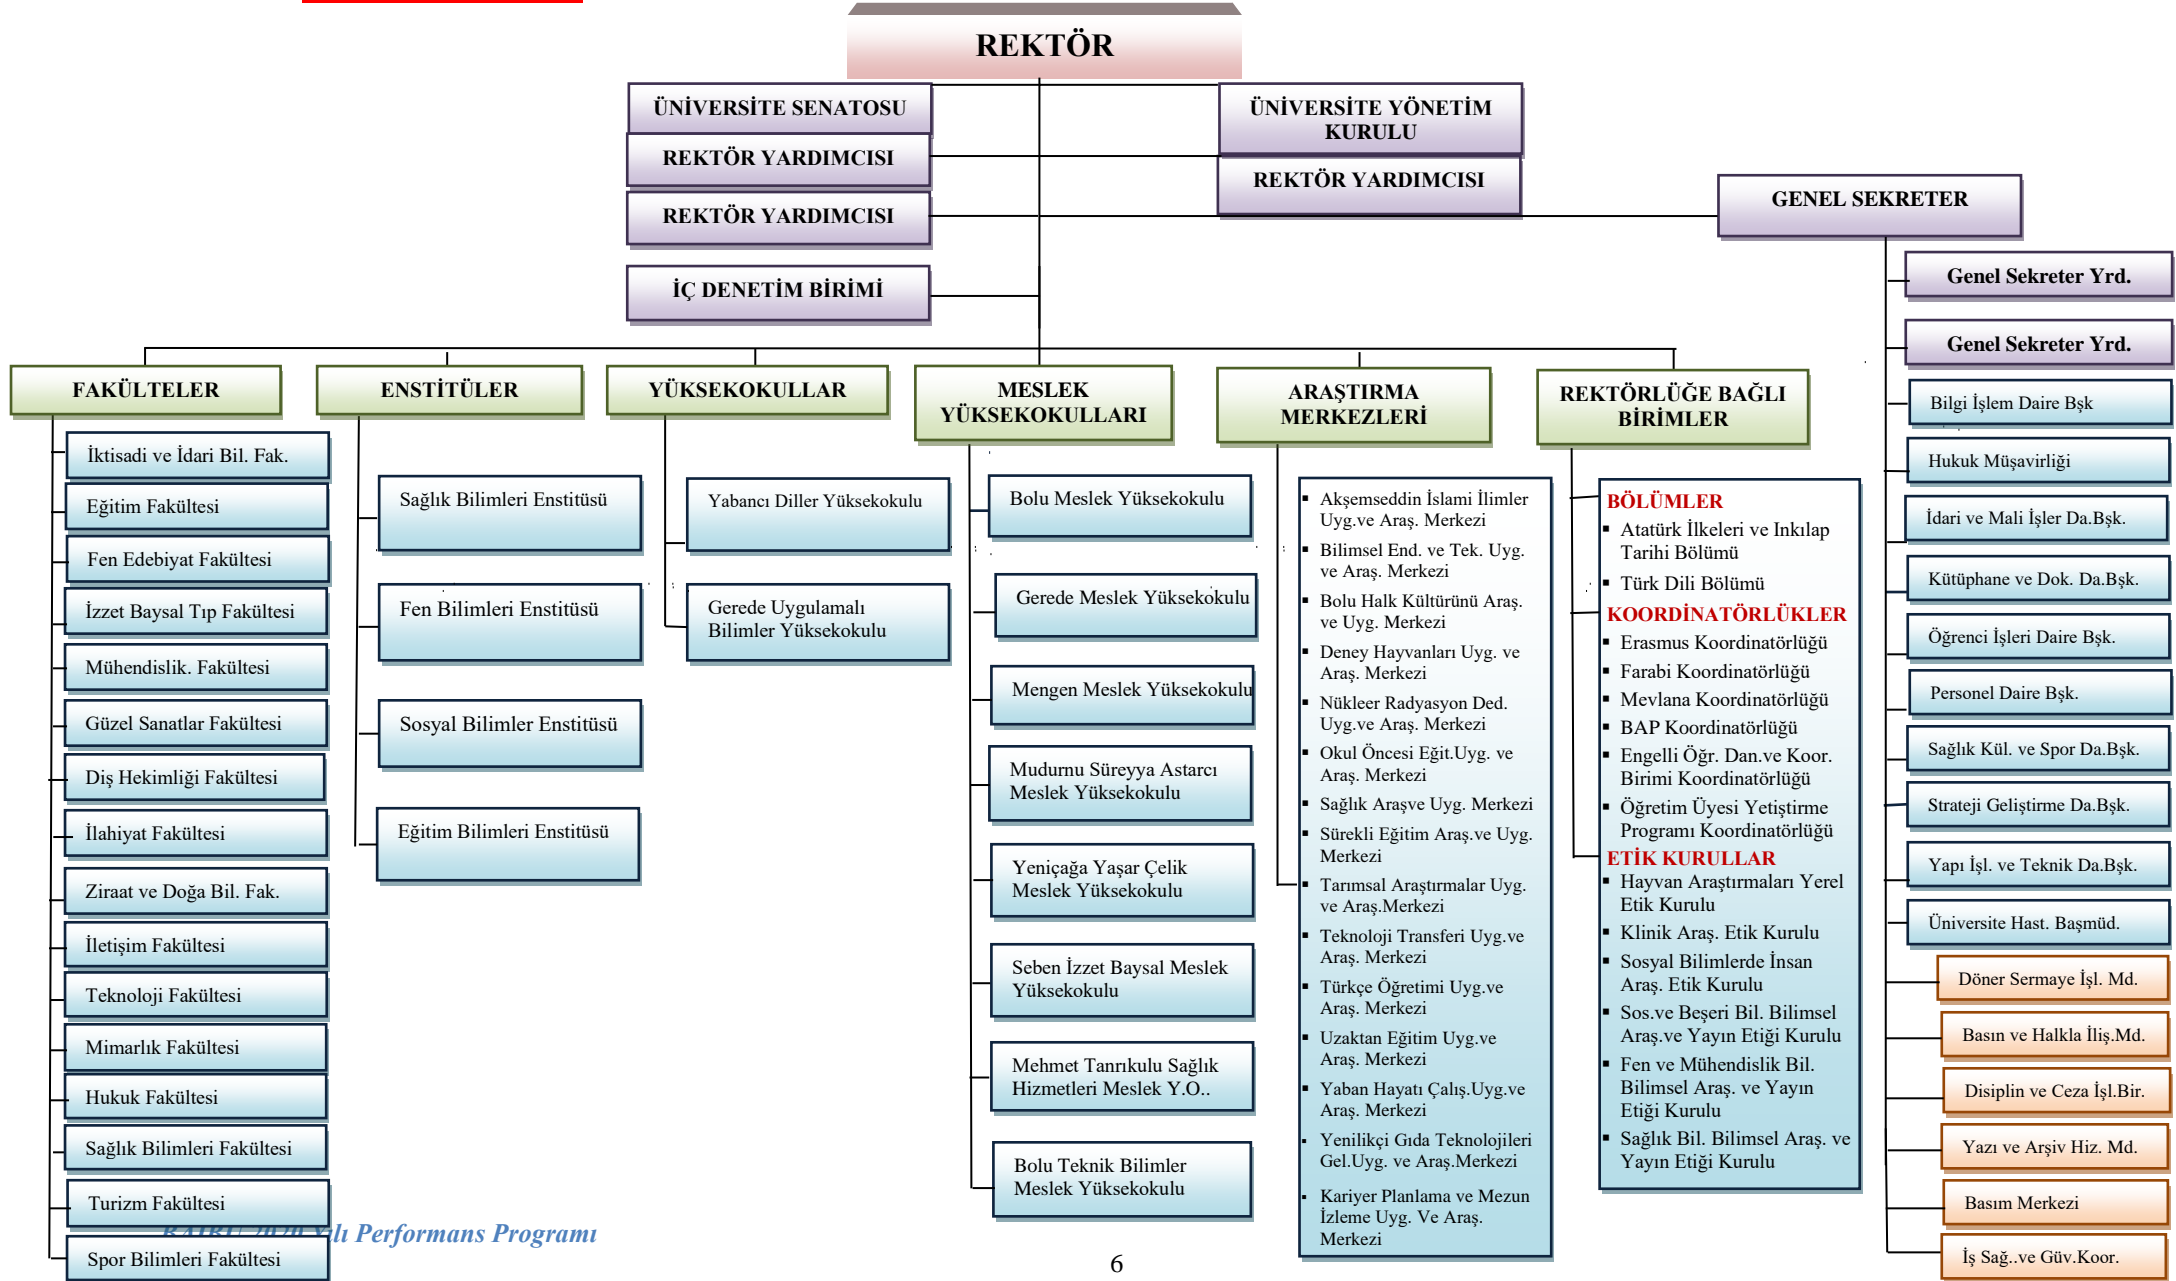 REKTÖR
ÜNİVERSİTE SENATOSU
ÜNİVERSİTE YÖNETİM
KURULU
REKTÖR YARDIMCISI
REKTÖR YARDIMCISI
REKTÖR YARDIMCISI
GENEL SEKRETER
İÇ DENETİM BİRİMİ
Genel Sekreter Yrd.
Genel Sekreter Yrd.
FAKÜLTELER
İktisadi ve İdari Bil. Fak.
Eğitim Fakültesi
Fen Edebiyat Fakültesi
İzzet Baysal Tıp Fakültesi
Mühendislik. Fakültesi
Güzel Sanatlar Fakültesi
Diş Hekimliği Fakültesi
İlahiyat Fakültesi
Ziraat ve Doğa Bil. Fak.
İletişim Fakültesi
Teknoloji Fakültesi
Mimarlık Fakültesi
Hukuk Fakültesi
Sağlık Bilimleri Fakültesi
Turizm Fakültesi
Spor Bilimleri Fakültesi
ENSTİTÜLER
Sağlık Bilimleri Enstitüsü
Fen Bilimleri Enstitüsü
Sosyal Bilimler Enstitüsü
Eğitim Bilimleri Enstitüsü
YÜKSEKOKULLAR
Yabancı Diller Yüksekokulu
Gerede Uygulamalı
Bilimler Yüksekokulu
MESLEK
YÜKSEKOKULLARI
Bolu Meslek Yüksekokulu
Gerede Meslek Yüksekokulu
Mengen Meslek Yüksekokulu
Mudurnu Süreyya Astarcı
Meslek Yüksekokulu
Yeniçağa Yaşar Çelik
Meslek Yüksekokulu
Seben İzzet Baysal Meslek
Yüksekokulu
Mehmet Tanrıkulu Sağlık
Hizmetleri Meslek Y.O..
Bolu Teknik Bilimler
Meslek Yüksekokulu
ARAŞTIRMA
MERKEZLERİ
▪ Akşemseddin İslami İlimler
Uyg.ve Araş. Merkezi
▪ Bilimsel End. ve Tek. Uyg.
ve Araş. Merkezi
▪ Bolu Halk Kültürünü Araş.
ve Uyg. Merkezi
▪ Deney Hayvanları Uyg. ve
Araş. Merkezi
▪ Nükleer Radyasyon Ded.
Uyg.ve Araş. Merkezi
▪ Okul Öncesi Eğit.Uyg. ve
Araş. Merkezi
▪ Sağlık Araşve Uyg. Merkezi
▪ Sürekli Eğitim Araş.ve Uyg.
Merkezi
▪ Tarımsal Araştırmalar Uyg.
ve Araş.Merkezi
▪ Teknoloji Transferi Uyg.ve
Araş. Merkezi
▪ Türkçe Öğretimi Uyg.ve
Araş. Merkezi
▪ Uzaktan Eğitim Uyg.ve
Araş. Merkezi
▪ Yaban Hayatı Çalış.Uyg.ve
Araş. Merkezi
▪ Yenilikçi Gıda Teknolojileri
Gel.Uyg. ve Araş.Merkezi
▪ Kariyer Planlama ve Mezun
İzleme Uyg. Ve Araş.
Merkezi
REKTÖRLÜĞE BAĞLI
BİRİMLER
BÖLÜMLER
▪ Atatürk İlkeleri ve Inkılap
Tarihi Bölümü
▪ Türk Dili Bölümü
KOORDİNATÖRLÜKLER
▪ Erasmus Koordinatörlüğü
▪ Farabi Koordinatörlüğü
▪ Mevlana Koordinatörlüğü
▪ BAP Koordinatörlüğü
▪ Engelli Öğr. Dan.ve Koor.
Birimi Koordinatörlüğü
▪ Öğretim Üyesi Yetiştirme
Programı Koordinatörlüğü
ETİK KURULLAR
▪ Hayvan Araştırmaları Yerel
Etik Kurulu
▪ Klinik Araş. Etik Kurulu
▪ Sosyal Bilimlerde İnsan
Araş. Etik Kurulu
▪ Sos.ve Beşeri Bil. Bilimsel
Araş.ve Yayın Etiği Kurulu
▪ Fen ve Mühendislik Bil.
Bilimsel Araş. ve Yayın
Etiği Kurulu
▪ Sağlık Bil. Bilimsel Araş. ve
Yayın Etiği Kurulu
Bilgi İşlem Daire Bşk
Hukuk Müşavirliği
İdari ve Mali İşler Da.Bşk.
Kütüphane ve Dok. Da.Bşk.
Öğrenci İşleri Daire Bşk.
Personel Daire Bşk.
Sağlık Kül. ve Spor Da.Bşk.
Strateji Geliştirme Da.Bşk.
Yapı İşl. ve Teknik Da.Bşk.
Üniversite Hast. Başmüd.
Döner Sermaye İşl. Md.
Basın ve Halkla İliş.Md.
Disiplin ve Ceza İşl.Bir.
Yazı ve Arşiv Hiz. Md.
Basım Merkezi
İş Sağ..ve Güv.Koor.
BAIBU 2020 Yılı Performans Programı
6